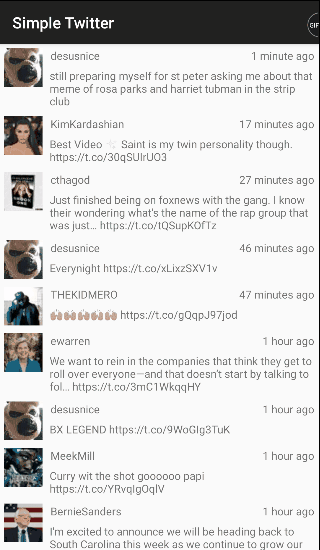 Simple Twitter
GIF
desusnice 1 minute ago
still preparing myself for st peter asking me about that
meme of rosa parks and harriet tubman in the strip
club
KimKardashian 17 minutes ago
Best Video 🕊 Saint is my twin personality though.
https://t.co/30qSUlrUO3
cthagod 27 minutes ago
Just finished being on foxnews with the gang. I know
their wondering what's the name of the rap group that
was just... https://t.co/tQSupKOfTz
desusnice 46 minutes ago
Everynight https://t.co/xLixzSXV1v
THEKIDMERO 47 minutes ago
🙌🏽🙌🏽🙌🏽🙌🏽🙌🏽🙌🏽 https://t.co/gQqpJ97jod
ewarren 1 hour ago
We want to rein in the companies that think they get to
roll over everyone—and that doesn't start by talking to
fol... https://t.co/3mC1WkqqHY
desusnice 1 hour ago
BX LEGEND https://t.co/9WoGIg3TuK
MeekMill 1 hour ago
Curry wit the shot goooooo papi
https://t.co/YRvqIgOqIV
BernieSanders 1 hour ago
I'm excited to announce we will be heading back to
South Carolina this week as we continue to grow our